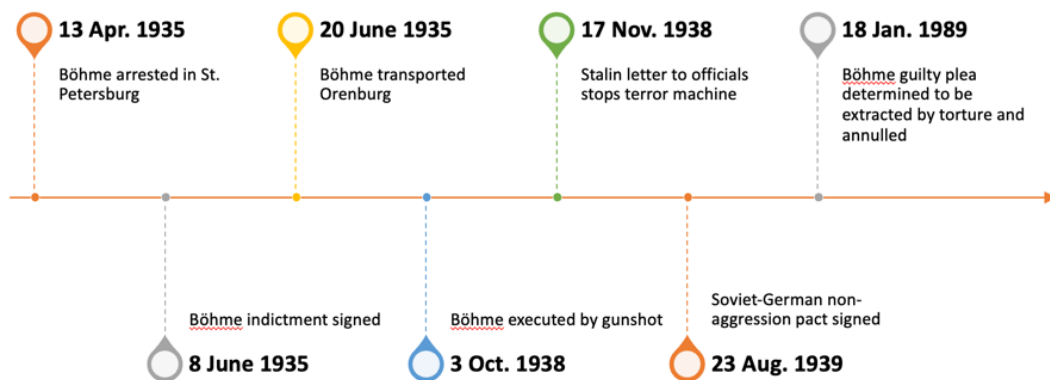 13 Apr. 1935
Böhme arrested in St.
Petersburg
20 June 1935
Böhme transported
Orenburg
17 Nov. 1938
Stalin letter to officials
stops terror machine
18 Jan. 1989
Böhme guilty plea
determined to be
extracted by torture and
annulled
Böhme indictment signed
8 June 1935
Böhme executed by gunshot
3 Oct. 1938
Soviet-German non-
aggression pact signed
23 Aug. 1939